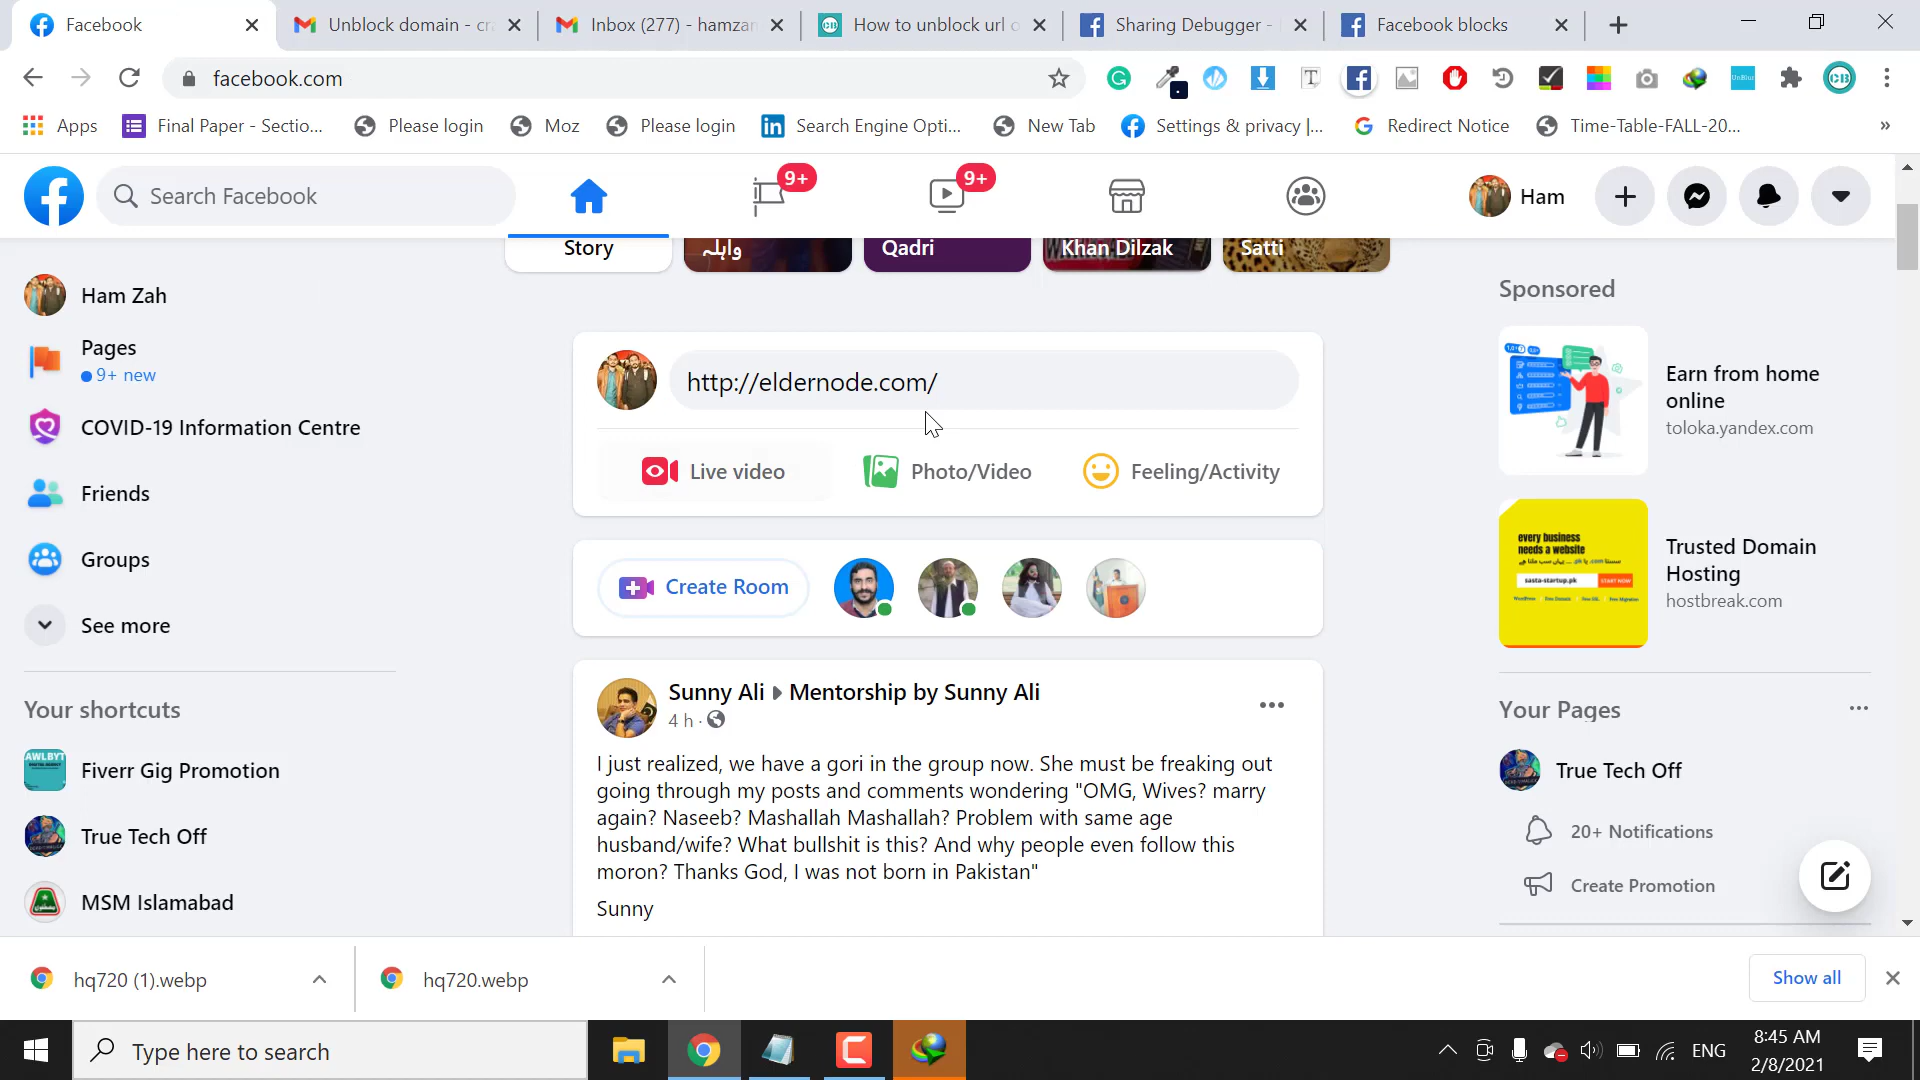 Facebook
Unblock domain - cra
Inbox (277) - hamzan
How to unblock url o
Sharing Debugger -
Facebook blocks
facebook.com
Apps
Final Paper - Sectio...
Please login
Moz
Please login
Search Engine Opti...
New Tab
Settings & privacy |...
Redirect Notice
Time-Table-FALL-20...
»
Search Facebook
9+
9+
Ham
Story
واہلہ
Qadri
Khan Dilzak
Satti
Ham Zah
Pages
9+ new
COVID-19 Information Centre
Friends
Groups
See more
Your shortcuts
Fiverr Gig Promotion
True Tech Off
MSM Islamabad
http://eldernode.com/
Live video
Photo/Video
Feeling/Activity
Create Room
Sunny Ali
Mentorship by Sunny Ali
4 h ·
I just realized, we have a gori in the group now. She must be freaking out
going through my posts and comments wondering "OMG, Wives? marry
again? Naseeb? Mashallah Mashallah? Problem with same age
husband/wife? What bullshit is this? And why people even follow this
moron? Thanks God, I was not born in Pakistan"
Sunny
Sponsored
Earn from home
online
toloka.yandex.com
every business
needs a website
sasta-startup.pk
START NOW
Trusted Domain
Hosting
hostbreak.com
Your Pages
True Tech Off
20+ Notifications
Create Promotion
hq720 (1).webp
hq720.webp
Show all
Type here to search
ENG
8:45 AM
2/8/2021